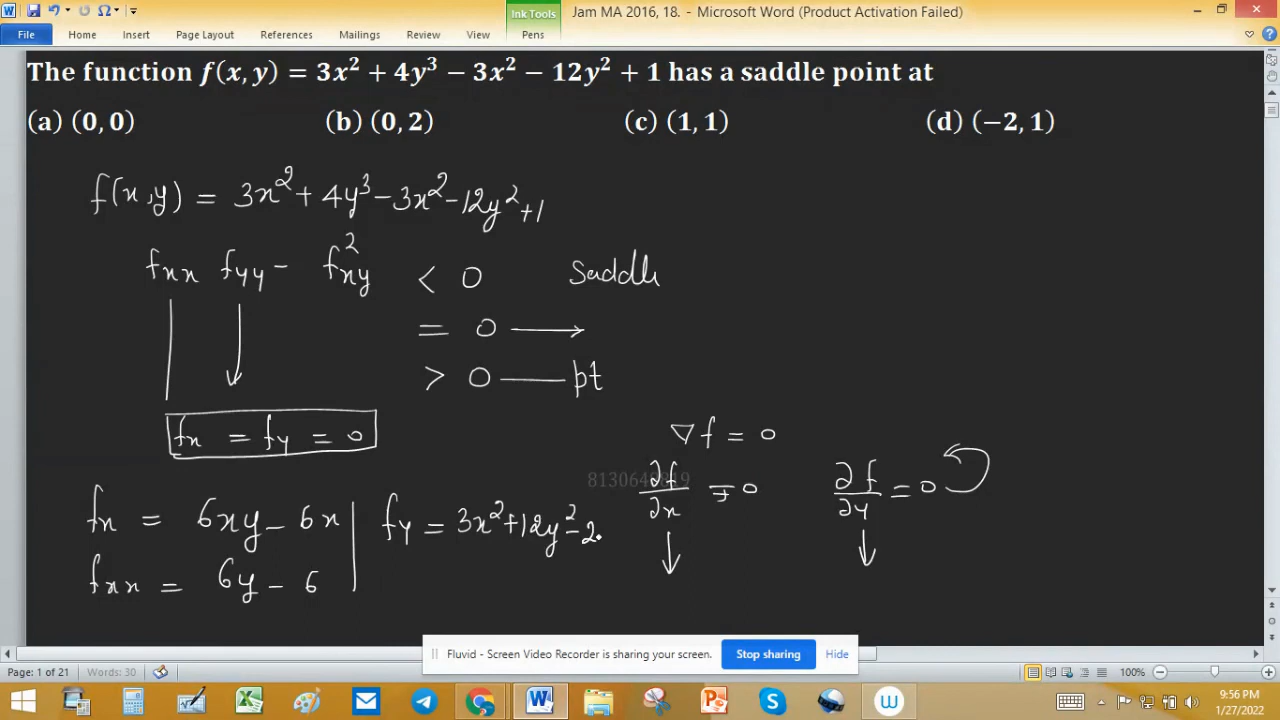 Ink Tools
Jam MA 2016, 18. - Microsoft Word (Product Activation Failed)
File Home Insert Page Layout References Mailings Review View Pens
The function f(x, y) = 3x² + 4y³ − 3x² − 12y² + 1 has a saddle point at
(a) (0, 0) (b) (0, 2) (c) (1, 1) (d) (−2, 1)
f(x,y) = 3x² + 4y³ - 3x² - 12y² + 1
fxx fyy - f²xy < 0 Saddle
= 0 →
> 0 — pt
fx = fy = 0
∇f = 0
8130648819
∂f/∂x = 0 ∂f/∂y = 0
fx = 6xy - 6x fy = 3x² + 12y² - 2.
fxx = 6y - 6
Fluvid - Screen Video Recorder is sharing your screen. Stop sharing Hide
Page: 1 of 21 Words: 30 100%
9:56 PM
1/27/2022